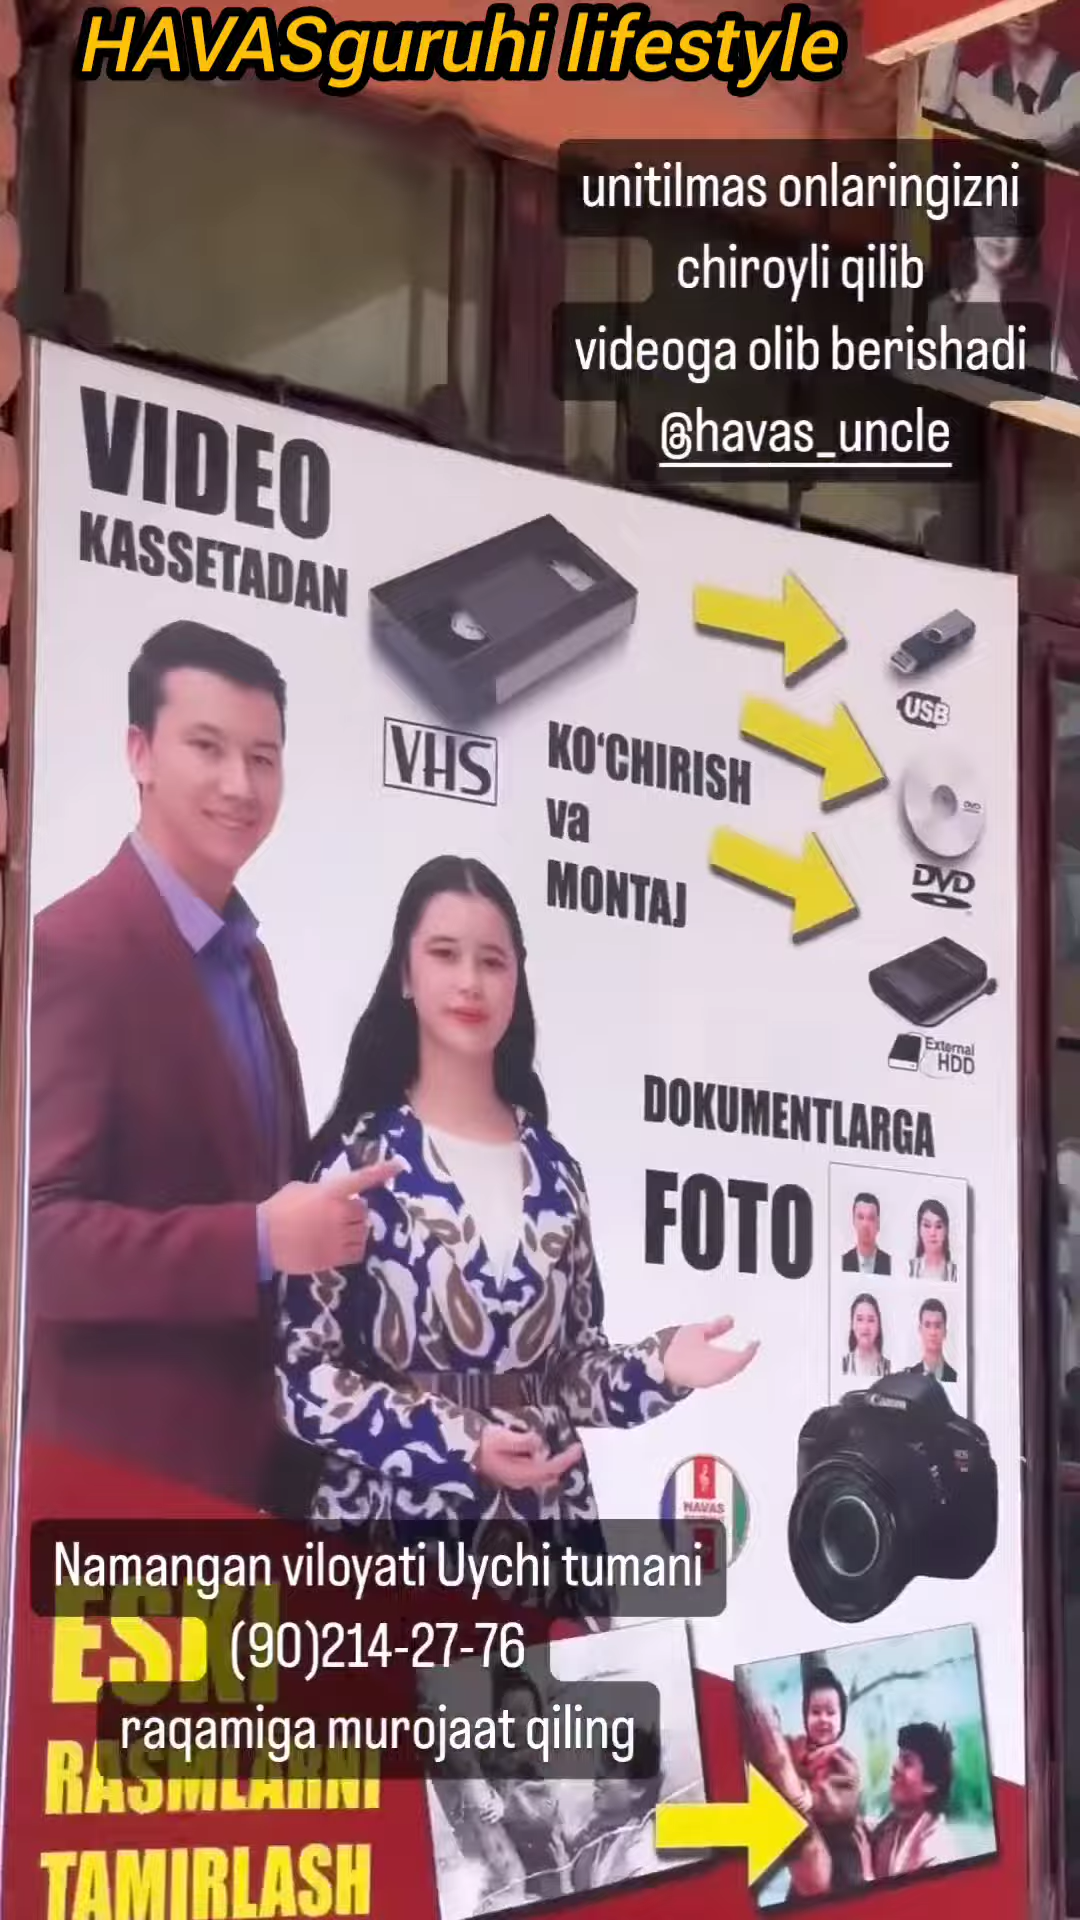 HAVASguruhi lifestyle
unitilmas onlaringizni
chiroyli qilib
videoga olib berishadi
@havas_uncle
VIDEO
KASSETADAN
VHS
KO‘CHIRISH
va
MONTAJ
USB
DVD
DVD
External
HDD
DOKUMENTLARGA
FOTO
Canon
HAVAS
Namangan viloyati Uychi tumani
(90)214-27-76
raqamiga murojaat qiling
ESKI
RASMLARNI
TAMIRLASH